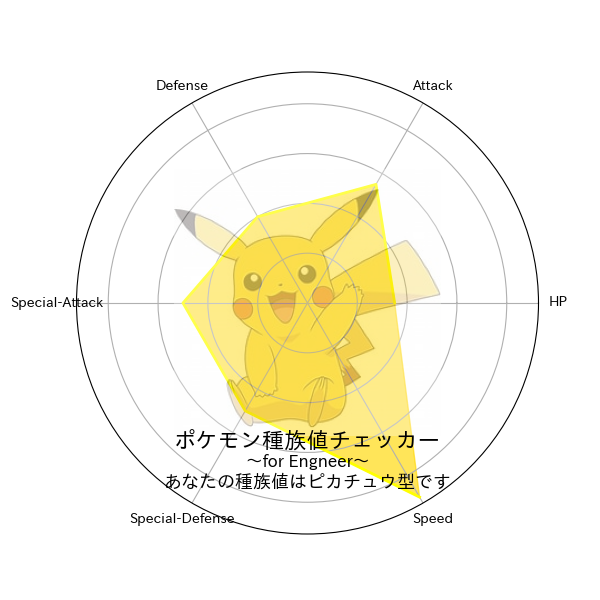 Defense
Attack
Special-Attack
HP
ポケモン種族値チェッカー
～for Engneer～
あなたの種族値はピカチュウ型です
Special-Defense
Speed